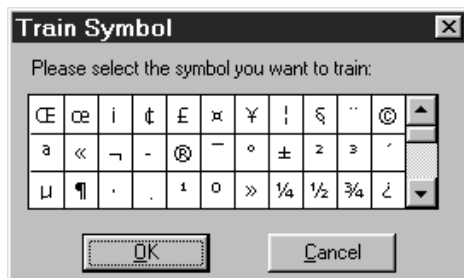 Train Symbol
Please select the symbol you want to train:
Œ œ ¡ ¢ £ ¤ ¥ ¦ § ¨ ©
ª « ¬ - ® ¯ ° ± ² ³ ´
µ ¶ · ¸ ¹ º » ¼ ½ ¾ ¿
OK Cancel